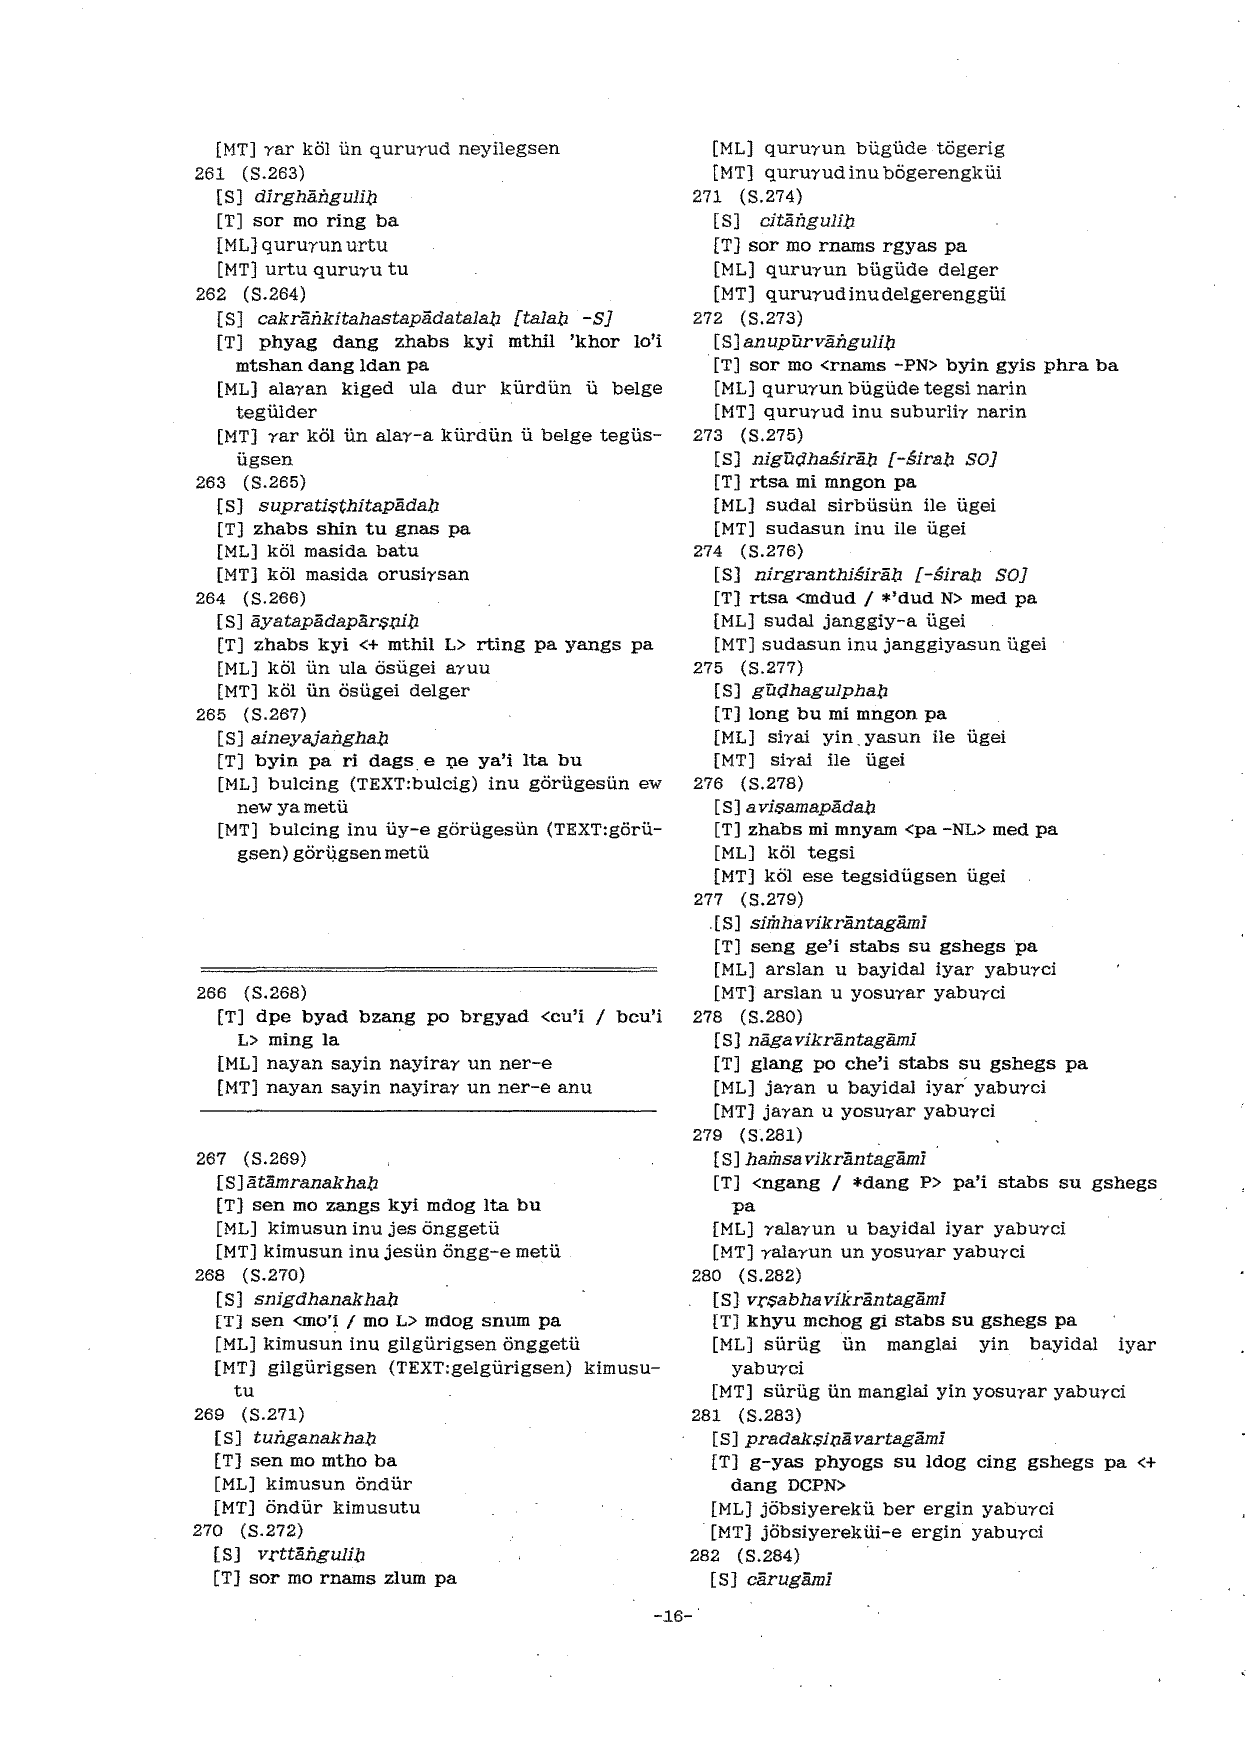 [MT] γar köl ün quruγud neyilegsen
261 (S.263)
[S] dīrghāṅguliḥ
[T] sor mo ring ba
[ML] quruγun urtu
[MT] urtu quruγu tu
262 (S.264)
[S] cakrāṅkitahastapādatalaḥ [talaḥ -S]
[T] phyag dang zhabs kyi mthil 'khor lo'i
mtshan dang ldan pa
[ML] alaγan kiged ula dur kürdün ü belge
tegülder
[MT] γar köl ün alaγ-a kürdün ü belge tegüs-
ügsen
263 (S.265)
[S] supratiṣṭhitapādaḥ
[T] zhabs shin tu gnas pa
[ML] köl masida batu
[MT] köl masida orusiγsan
264 (S.266)
[S] āyatapādapārṣṇiḥ
[T] zhabs kyi <+ mthil L> rting pa yangs pa
[ML] köl ün ula ösügei aγuu
[MT] köl ün ösügei delger
265 (S.267)
[S] aineyajaṅghaḥ
[T] byin pa ri dags e ṇe ya'i lta bu
[ML] bulcing (TEXT:bulcig) inu görügesün ew
new ya metü
[MT] bulcing inu üy-e görügesün (TEXT:görü-
gsen) görügsen metü
266 (S.268)
[T] dpe byad bzang po brgyad <cu'i / bcu'i
L> ming la
[ML] nayan sayin nayiraγ un ner-e
[MT] nayan sayin nayiraγ un ner-e anu
267 (S.269)
[S] ātāmranakhaḥ
[T] sen mo zangs kyi mdog lta bu
[ML] kimusun inu jes önggetü
[MT] kimusun inu jesün öngg-e metü
268 (S.270)
[S] snigdhanakhaḥ
[T] sen <mo'i / mo L> mdog snum pa
[ML] kimusun inu gilgürigsen önggetü
[MT] gilgürigsen (TEXT:gelgürigsen) kimusu-
tu
269 (S.271)
[S] tuṅganakhaḥ
[T] sen mo mtho ba
[ML] kimusun öndür
[MT] öndür kimusutu
270 (S.272)
[S] vṛttāṅguliḥ
[T] sor mo rnams zlum pa
[ML] quruγun bügüde tögerig
[MT] quruγud inu bögerengküi
271 (S.274)
[S] citāṅguliḥ
[T] sor mo rnams rgyas pa
[ML] quruγun bügüde delger
[MT] quruγud inu delgerenggüi
272 (S.273)
[S] anupūrvāṅguliḥ
[T] sor mo <rnams -PN> byin gyis phra ba
[ML] quruγun bügüde tegsi narin
[MT] quruγud inu suburliγ narin
273 (S.275)
[S] nigūḍhaśirāḥ [-śiraḥ SO]
[T] rtsa mi mngon pa
[ML] sudal sirbüsün ile ügei
[MT] sudasun inu ile ügei
274 (S.276)
[S] nirgranthiśirāḥ [-śiraḥ SO]
[T] rtsa <mdud / *'dud N> med pa
[ML] sudal janggiy-a ügei
[MT] sudasun inu janggiyasun ügei
275 (S.277)
[S] gūḍhagulphaḥ
[T] long bu mi mngon pa
[ML] siγai yin yasun ile ügei
[MT] siγai ile ügei
276 (S.278)
[S] aviṣamapādaḥ
[T] zhabs mi mnyam <pa -NL> med pa
[ML] köl tegsi
[MT] köl ese tegsidügsen ügei
277 (S.279)
[S] siṁhavikrāntagāmī
[T] seng ge'i stabs su gshegs pa
[ML] arslan u bayidal iyar yabuγci
[MT] arslan u yosuγar yabuγci
278 (S.280)
[S] nāgavikrāntagāmī
[T] glang po che'i stabs su gshegs pa
[ML] jaγan u bayidal iyar yabuγci
[MT] jaγan u yosuγar yabuγci
279 (S.281)
[S] haṁsavikrāntagāmī
[T] <ngang / *dang P> pa'i stabs su gshegs
pa
[ML] γalaγun u bayidal iyar yabuγci
[MT] γalaγun un yosuγar yabuγci
280 (S.282)
[S] vṛṣabhavikrāntagāmī
[T] khyu mchog gi stabs su gshegs pa
[ML] sürüg ün manglai yin bayidal iyar
yabuγci
[MT] sürüg ün manglai yin yosuγar yabuγci
281 (S.283)
[S] pradakṣiṇāvartagāmī
[T] g-yas phyogs su ldog cing gshegs pa <+
dang DCPN>
[ML] jöbsiyerekü ber ergin yabuγci
[MT] jöbsiyereküi-e ergin yabuγci
282 (S.284)
[S] cārugāmī
-16-